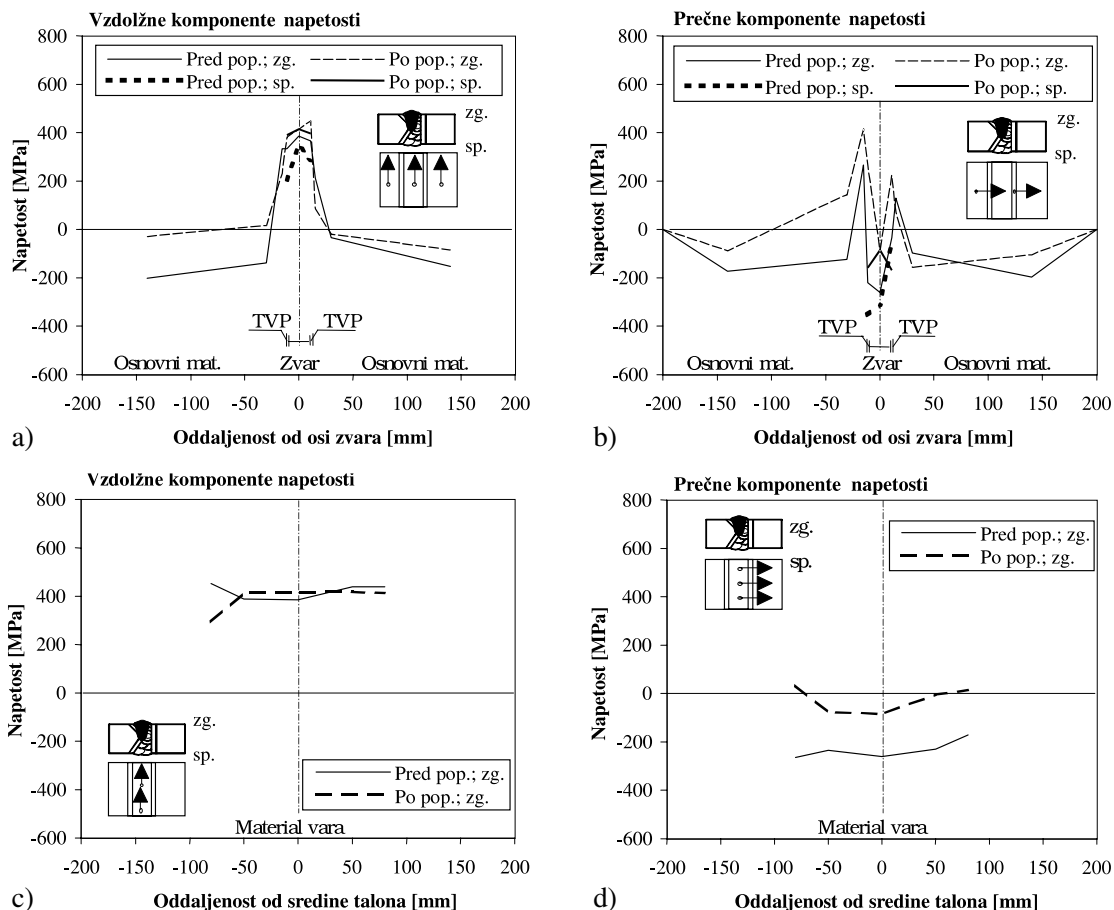 Vzdolžne komponente napetosti
800
600
400
200
0
-200
-400
-600
Napetost [MPa]
Pred pop.; zg.
Po pop.; zg.
Pred pop.; sp.
Po pop.; sp.
zg.
sp.
TVP
TVP
Osnovni mat.
Zvar
Osnovni mat.
-200 -150 -100 -50 0 50 100 150 200
a)
Oddaljenost od osi zvara [mm]
Prečne komponente napetosti
800
600
400
200
0
-200
-400
-600
Napetost [MPa]
Pred pop.; zg.
Po pop.; zg.
Pred pop.; sp.
Po pop.; sp.
zg.
sp.
TVP
TVP
Osnovni mat.
Zvar
Osnovni mat.
-200 -150 -100 -50 0 50 100 150 200
b)
Oddaljenost od osi zvara [mm]
Vzdolžne komponente napetosti
800
600
400
200
0
-200
-400
-600
Napetost [MPa]
zg.
sp.
Pred pop.; zg.
Po pop.; zg.
Material vara
-200 -150 -100 -50 0 50 100 150 200
c)
Oddaljenost od sredine talona [mm]
Prečne komponente napetosti
800
600
400
200
0
-200
-400
-600
Napetost [MPa]
zg.
sp.
Pred pop.; zg.
Po pop.; zg.
Material vara
-200 -150 -100 -50 0 50 100 150 200
d)
Oddaljenost od sredine talona [mm]